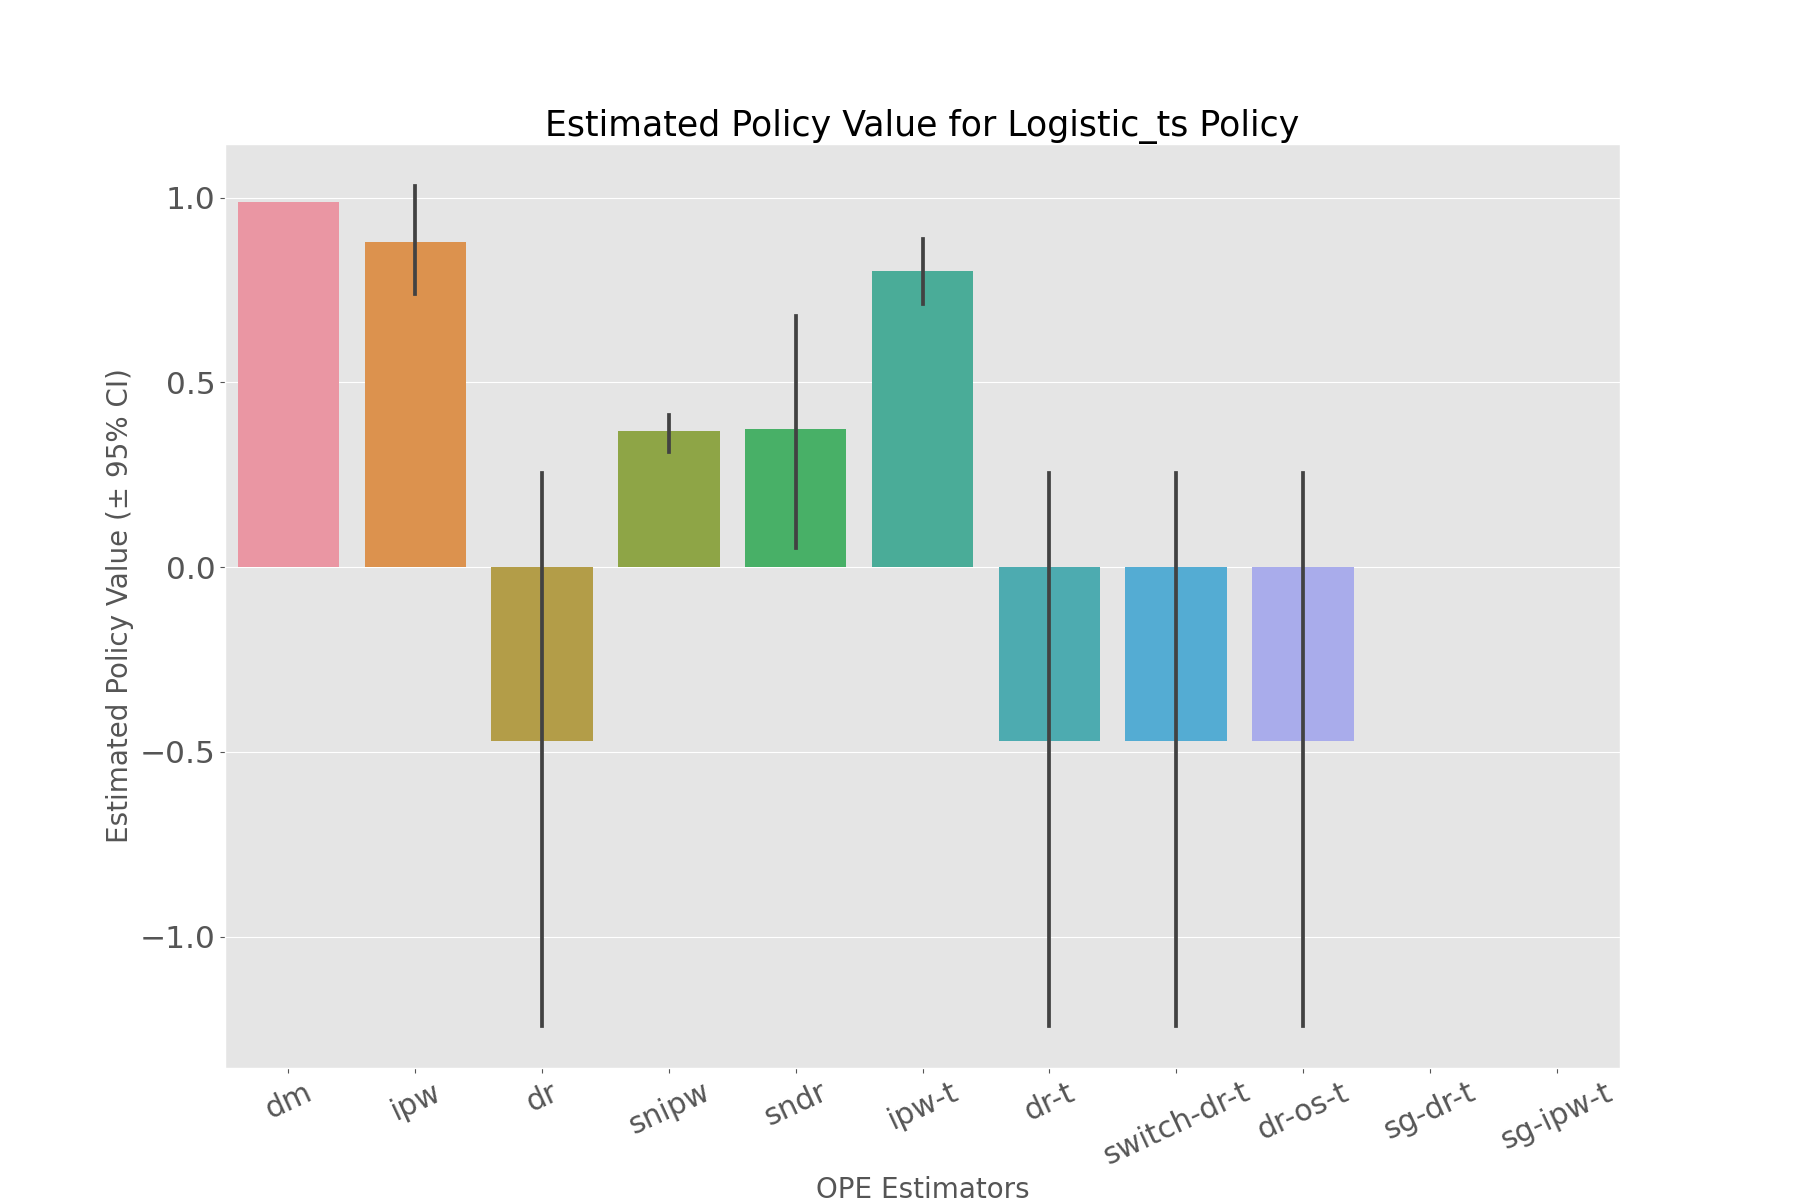 Estimated Policy Value for Logistic_ts Policy
Estimated Policy Value (± 95% CI)
1.0
0.5
0.0
−0.5
−1.0
dm
ipw
dr
snipw
sndr
ipw-t
dr-t
switch-dr-t
dr-os-t
sg-dr-t
sg-ipw-t
OPE Estimators